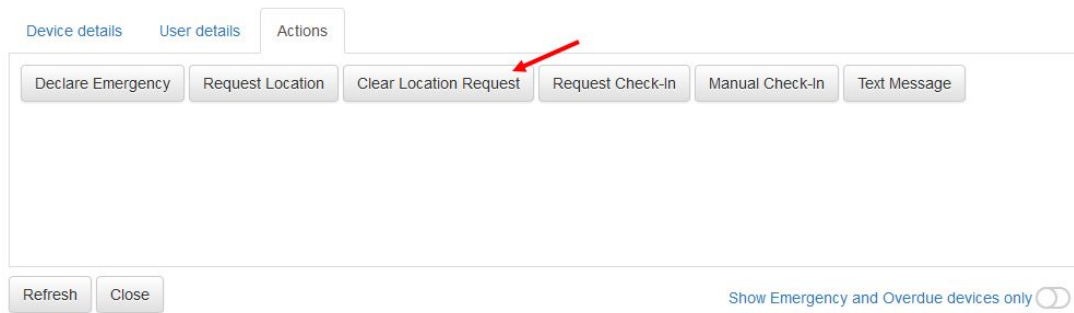 Device details User details Actions
Declare Emergency Request Location Clear Location Request Request Check-In Manual Check-In Text Message
Refresh Close Show Emergency and Overdue devices only